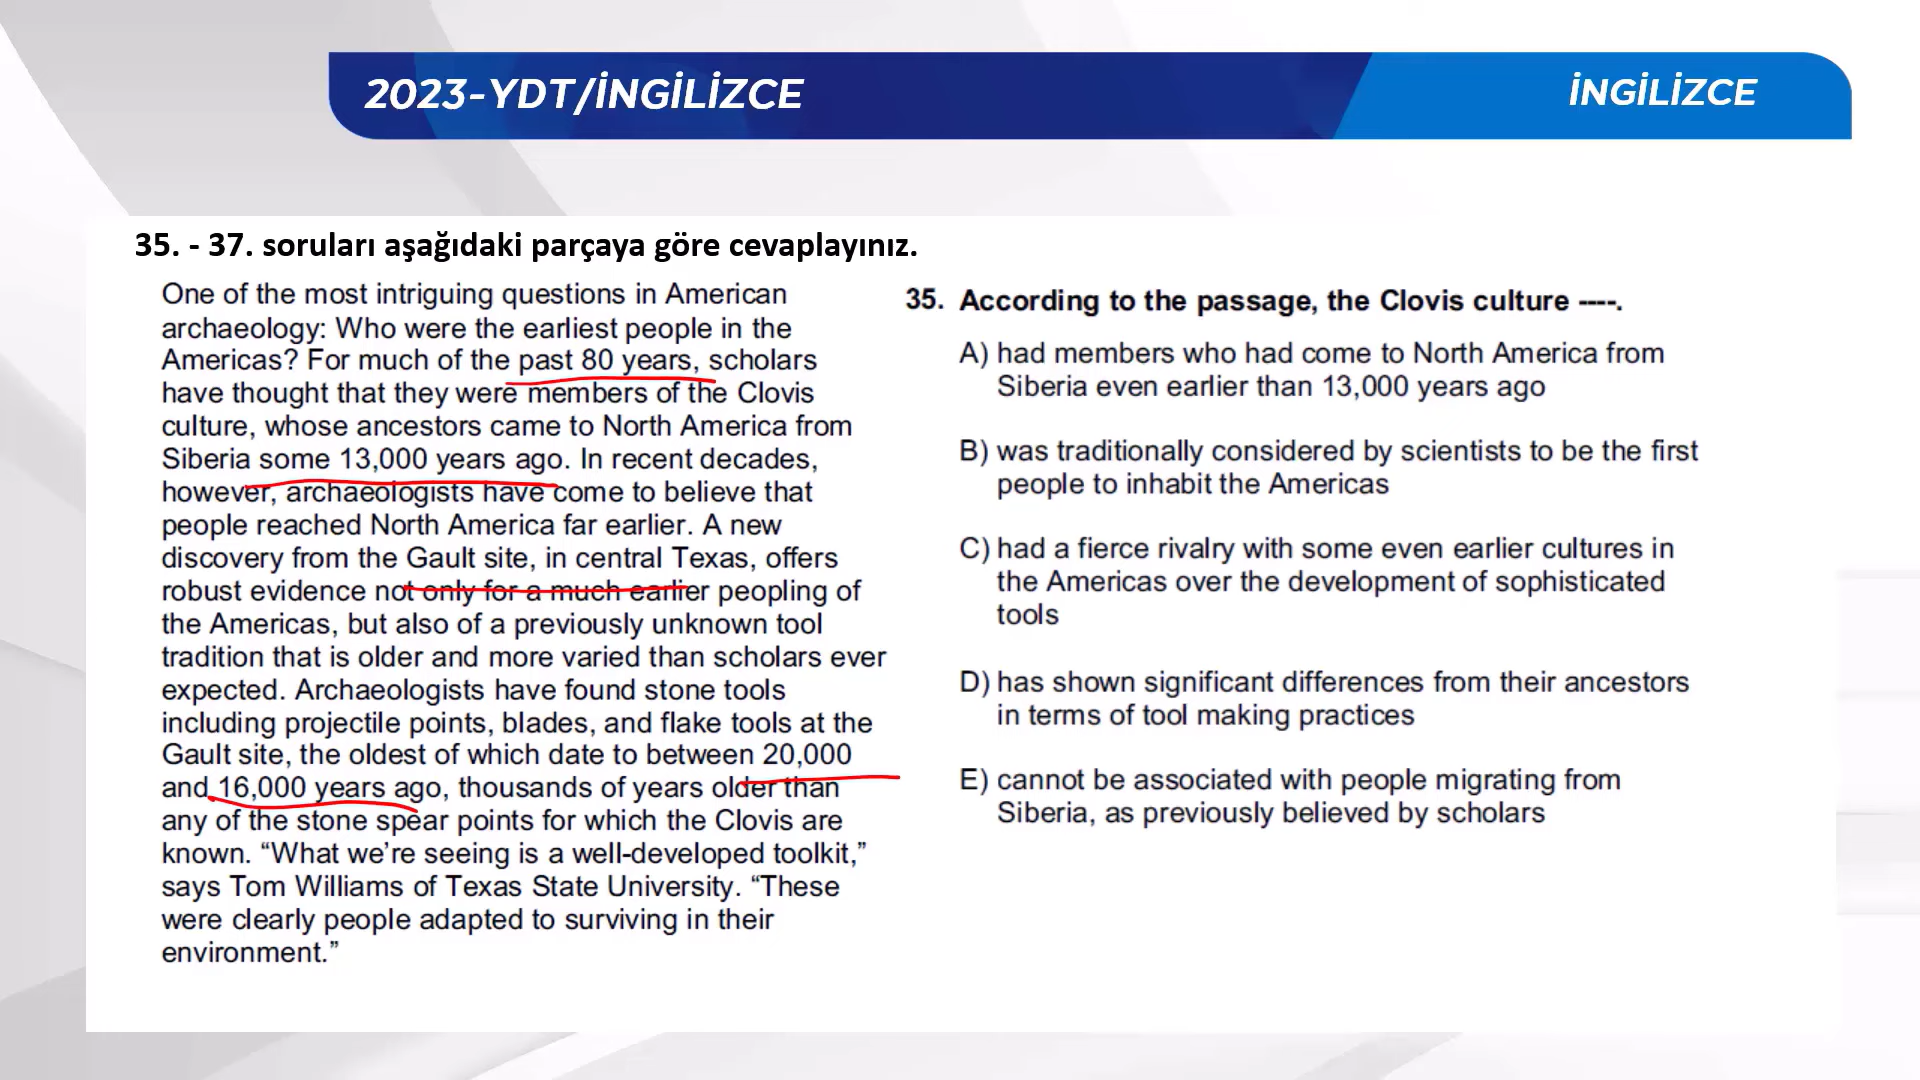 2023-YDT/İNGİLİZCE
İNGİLİZCE
35. - 37. soruları aşağıdaki parçaya göre cevaplayınız.
One of the most intriguing questions in American
archaeology: Who were the earliest people in the
Americas? For much of the past 80 years, scholars
have thought that they were members of the Clovis
culture, whose ancestors came to North America from
Siberia some 13,000 years ago. In recent decades,
however, archaeologists have come to believe that
people reached North America far earlier. A new
discovery from the Gault site, in central Texas, offers
robust evidence not only for a much earlier peopling of
the Americas, but also of a previously unknown tool
tradition that is older and more varied than scholars ever
expected. Archaeologists have found stone tools
including projectile points, blades, and flake tools at the
Gault site, the oldest of which date to between 20,000
and 16,000 years ago, thousands of years older than
any of the stone spear points for which the Clovis are
known. “What we’re seeing is a well-developed toolkit,”
says Tom Williams of Texas State University. “These
were clearly people adapted to surviving in their
environment.”
35. According to the passage, the Clovis culture ----.
A) had members who had come to North America from
Siberia even earlier than 13,000 years ago
B) was traditionally considered by scientists to be the first
people to inhabit the Americas
C) had a fierce rivalry with some even earlier cultures in
the Americas over the development of sophisticated
tools
D) has shown significant differences from their ancestors
in terms of tool making practices
E) cannot be associated with people migrating from
Siberia, as previously believed by scholars